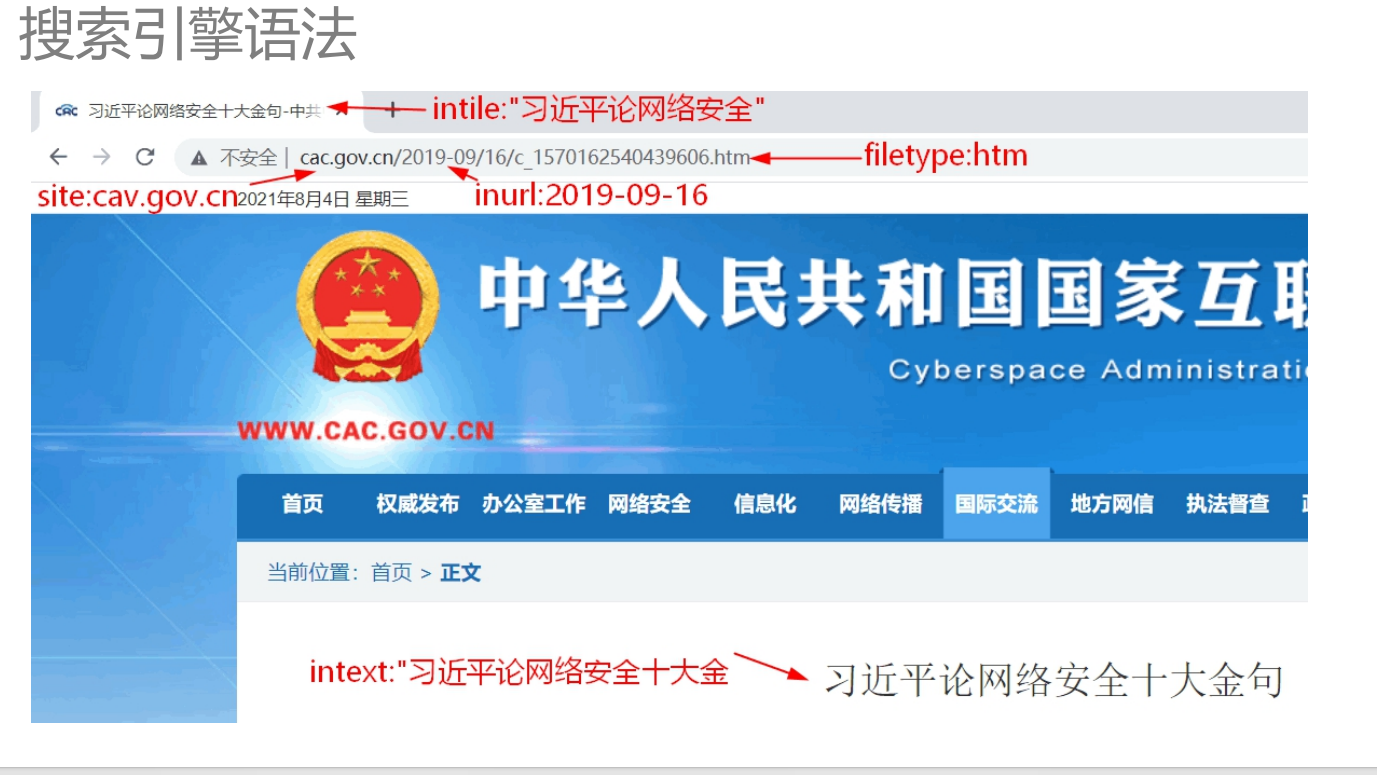 搜索引擎语法
习近平论网络安全十大金句-中共
intile:"习近平论网络安全"
不安全 | cac.gov.cn/2019-09/16/c_1570162540439606.htm
filetype:htm
site:cav.gov.cn
2021年8月4日 星期三
inurl:2019-09-16
中华人民共和国国家互联
Cyberspace Administrati
WWW.CAC.GOV.CN
首页 权威发布 办公室工作 网络安全 信息化 网络传播 国际交流 地方网信 执法督查
当前位置：首页 > 正文
intext:"习近平论网络安全十大金
习近平论网络安全十大金句